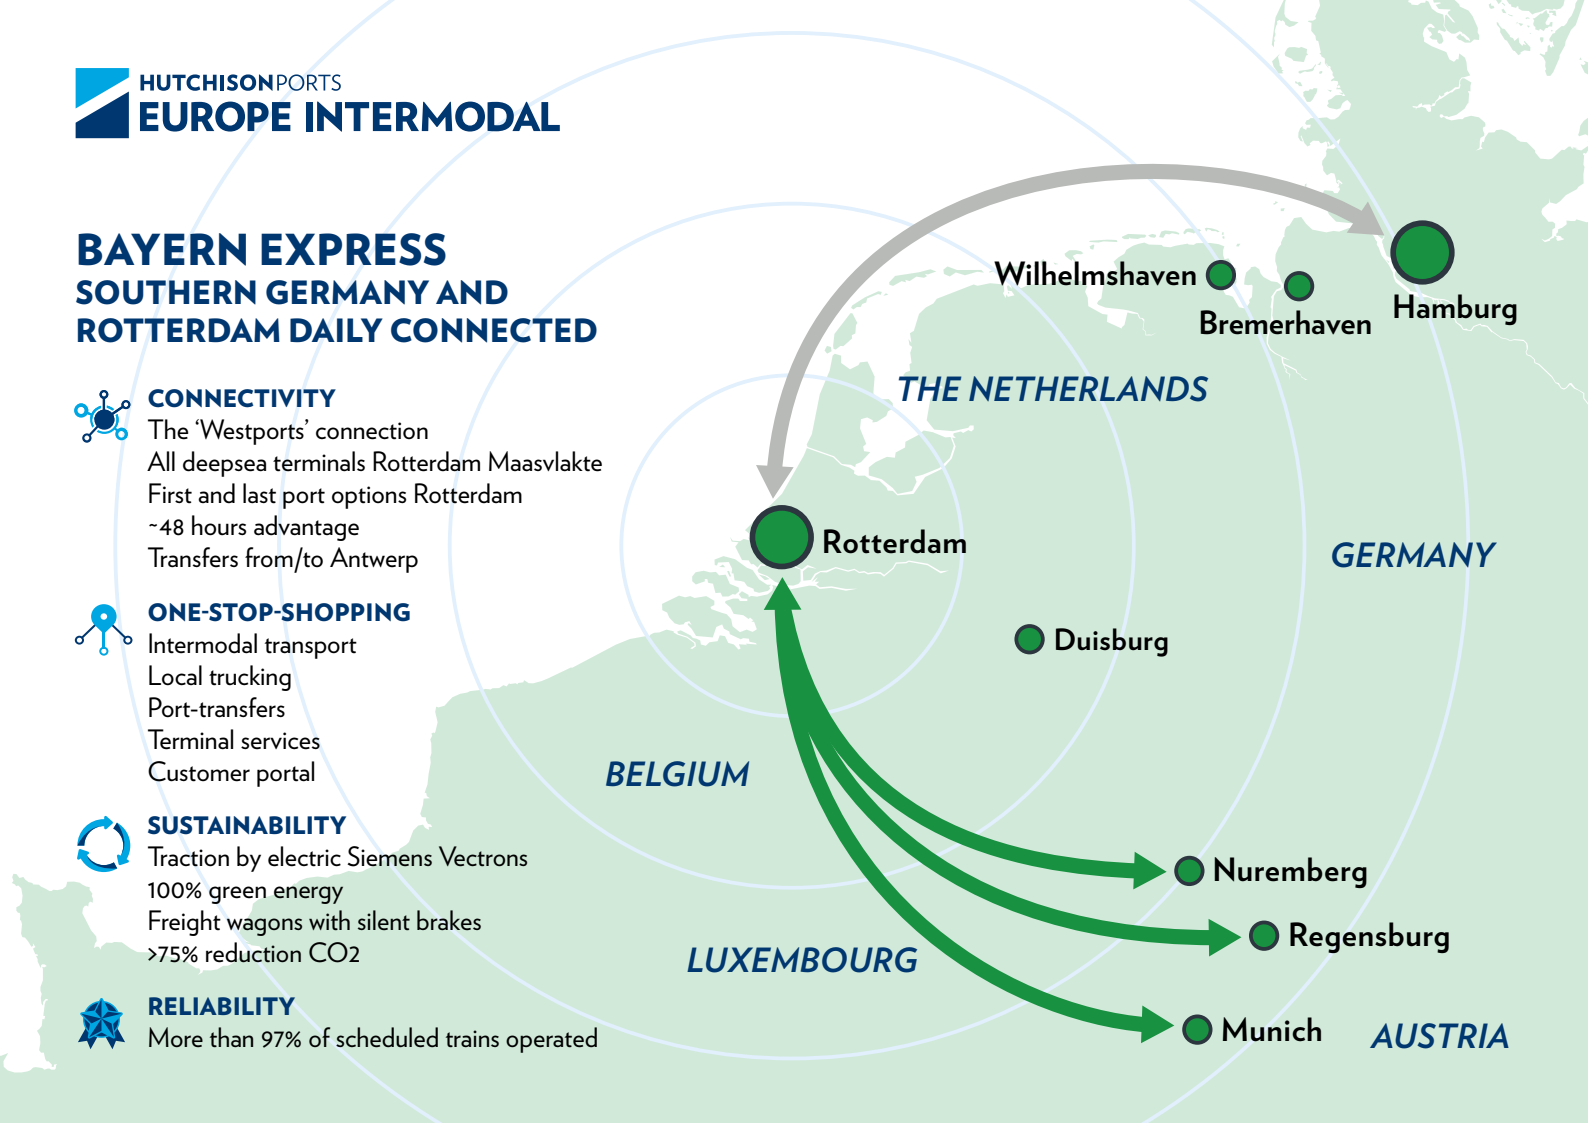 HUTCHISONPORTS
EUROPE INTERMODAL
BAYERN EXPRESS
SOUTHERN GERMANY AND
ROTTERDAM DAILY CONNECTED
CONNECTIVITY
The ‘Westports’ connection
All deepsea terminals Rotterdam Maasvlakte
First and last port options Rotterdam
~48 hours advantage
Transfers from/to Antwerp
ONE-STOP-SHOPPING
Intermodal transport
Local trucking
Port-transfers
Terminal services
Customer portal
SUSTAINABILITY
Traction by electric Siemens Vectrons
100% green energy
Freight wagons with silent brakes
>75% reduction CO2
RELIABILITY
More than 97% of scheduled trains operated
Wilhelmshaven
Bremerhaven
Hamburg
THE NETHERLANDS
Rotterdam
GERMANY
Duisburg
BELGIUM
Nuremberg
Regensburg
LUXEMBOURG
Munich
AUSTRIA